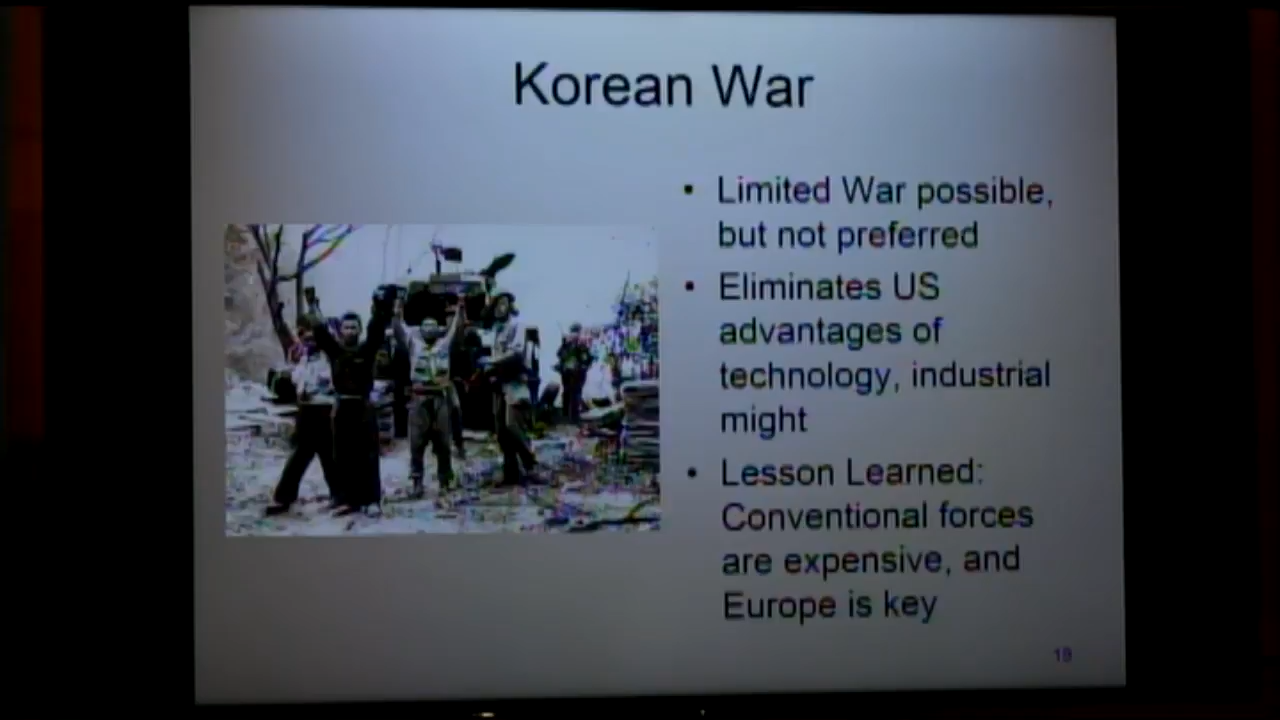 Korean War
• Limited War possible,
but not preferred
• Eliminates US
advantages of
technology, industrial
might
• Lesson Learned:
Conventional forces
are expensive, and
Europe is key